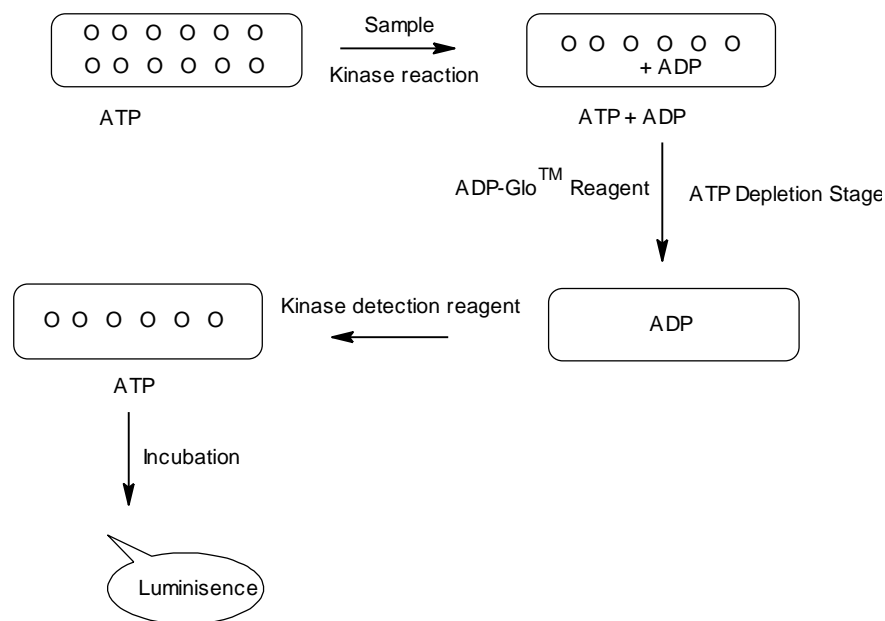 O O O O O O
O O O O O O
ATP
Sample
Kinase reaction
O O O O O O
+ ADP
ATP + ADP
ADP-Glo™ Reagent
ATP Depletion Stage
ADP
Kinase detection reagent
O O O O O O
ATP
Incubation
Luminisence